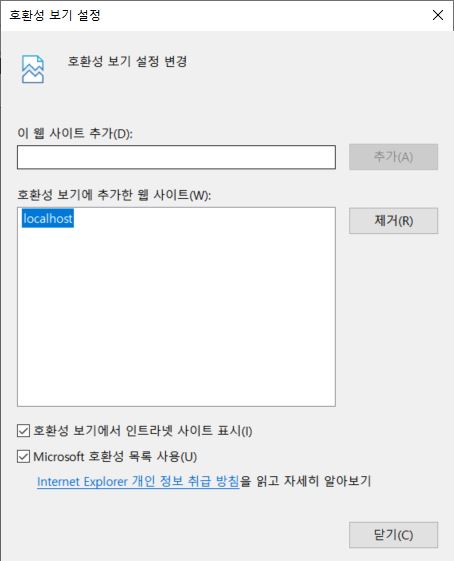 호환성 보기 설정
호환성 보기 설정 변경
이 웹 사이트 추가(D):
추가(A)
호환성 보기에 추가한 웹 사이트(W):
localhost
제거(R)
호환성 보기에서 인트라넷 사이트 표시(I)
Microsoft 호환성 목록 사용(U)
Internet Explorer 개인 정보 취급 방침을 읽고 자세히 알아보기
닫기(C)